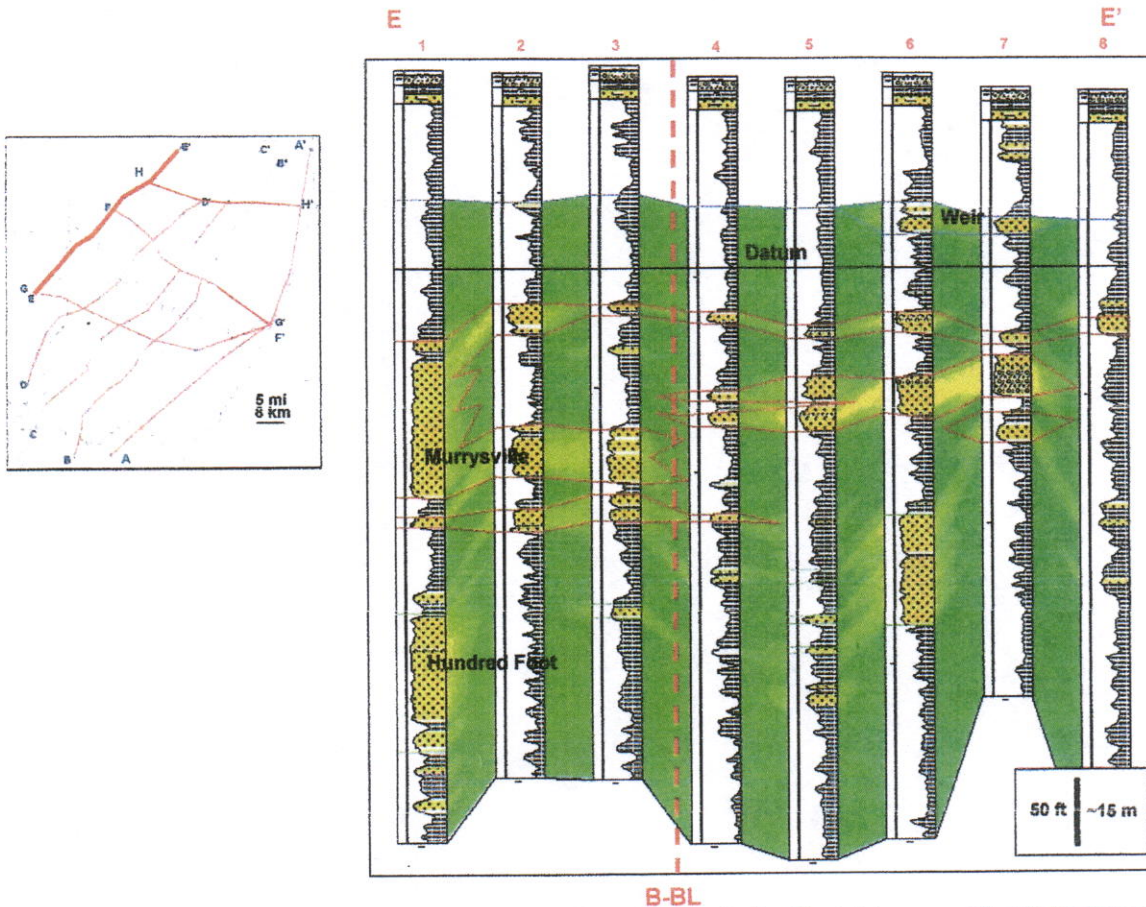 E E'
1 2 3 4 5 6 7 8
Weir
Datum
Murrysville
Hundred Foot
50 ft ~15 m
B-BL
E' C' A'
B'
H
F D' H'
G
E
G'
F'
D
5 mi
8 km
C
B A